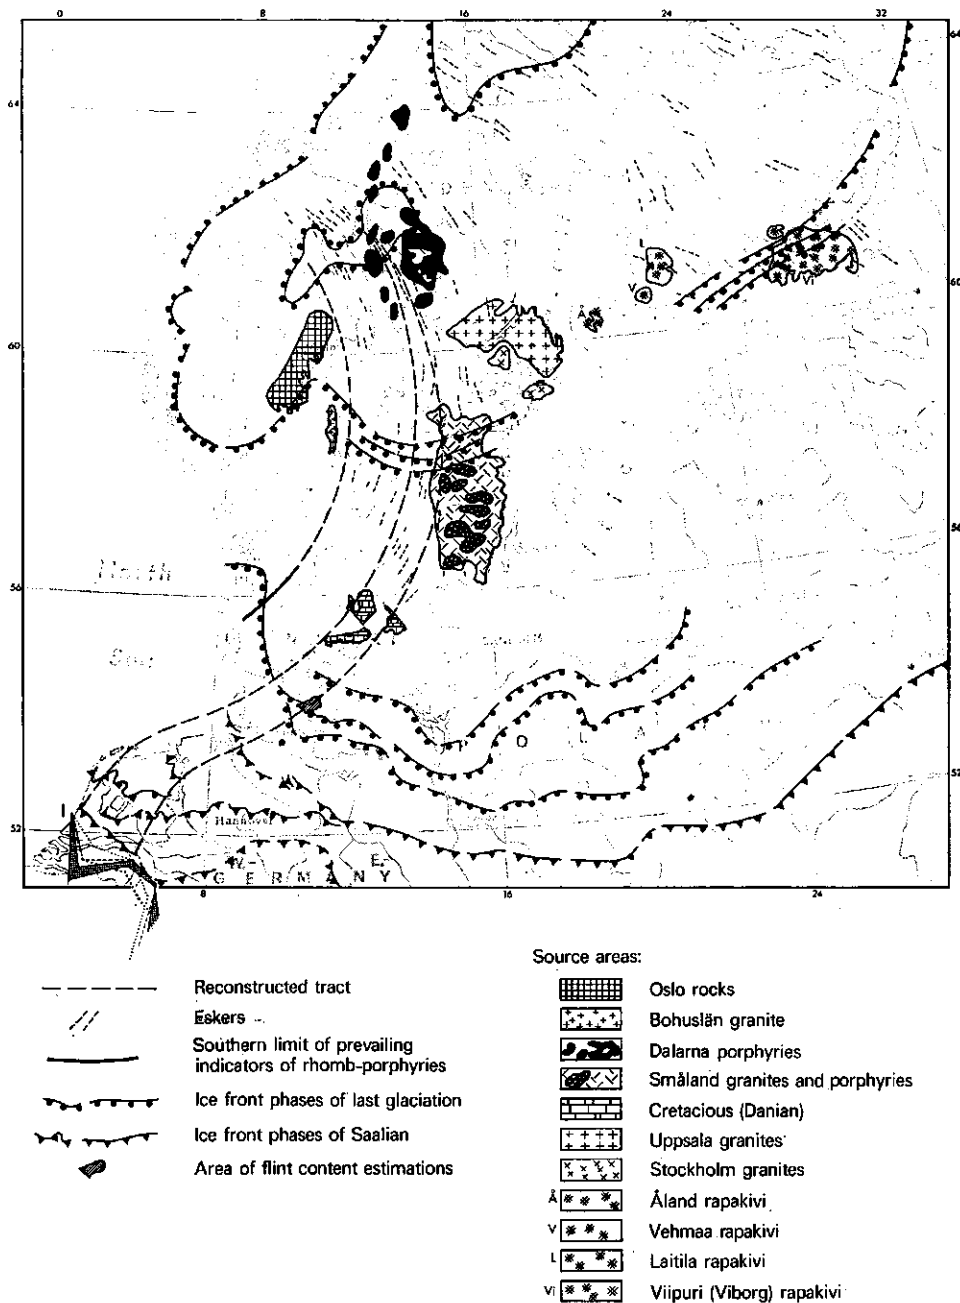 0 8 16 24 32
64
64
60
60
56
56
52
52
L
V
Å
Vi
North
Sea
P O L A
Hannover
W.- E.-
G E R M A N Y
I
8 16 24
Reconstructed tract
Eskers
Southern limit of prevailing
indicators of rhomb-porphyries
Ice front phases of last glaciation
Ice front phases of Saalian
Area of flint content estimations
Source areas:
Oslo rocks
Bohuslän granite
Dalarna porphyries
Småland granites and porphyries
Cretacious (Danian)
Uppsala granites
Stockholm granites
Å Åland rapakivi
V Vehmaa rapakivi
L Laitila rapakivi
Vi Viipuri (Viborg) rapakivi